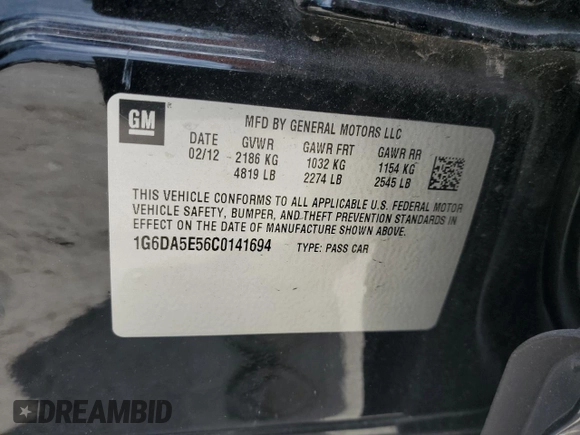 GM
MFD BY GENERAL MOTORS LLC
DATE GVWR GAWR FRT GAWR RR
02/12 2186 KG 1032 KG 1154 KG
4819 LB 2274 LB 2545 LB
THIS VEHICLE CONFORMS TO ALL APPLICABLE U.S. FEDERAL MOTOR
VEHICLE SAFETY, BUMPER, AND THEFT PREVENTION STANDARDS IN
EFFECT ON THE DATE OF MANUFACTURE SHOWN ABOVE.
1G6DA5E56C0141694 TYPE: PASS CAR
DREAMBID